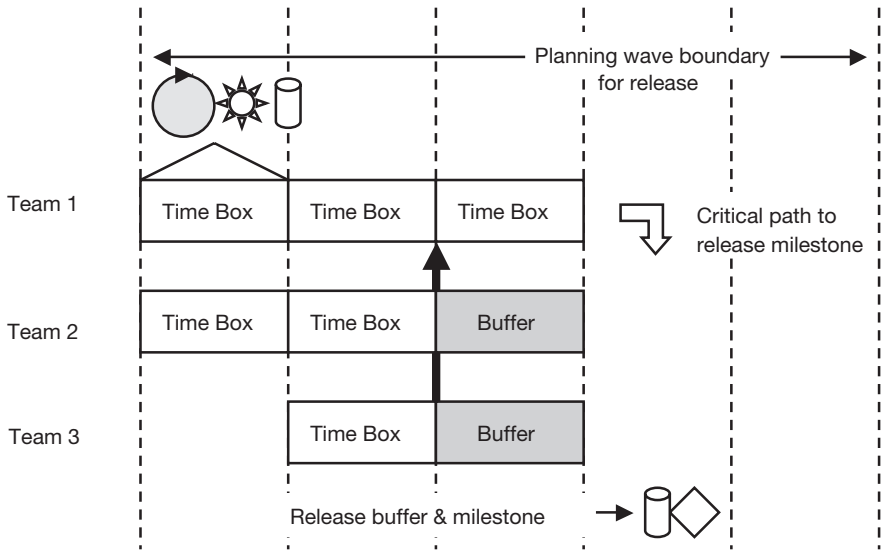 Planning wave boundary
for release
Team 1
Time Box
Time Box
Time Box
Critical path to
release milestone
Team 2
Time Box
Time Box
Buffer
Team 3
Time Box
Buffer
Release buffer & milestone